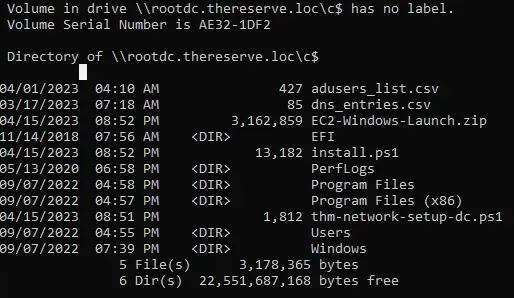 Volume in drive \\rootdc.thereserve.loc\c$ has no label.
Volume Serial Number is AE32-1DF2
Directory of \\rootdc.thereserve.loc\c$
04/01/2023  04:10 AM               427 adusers_list.csv
03/17/2023  07:18 AM                85 dns_entries.csv
04/15/2023  08:52 PM         3,162,859 EC2-Windows-Launch.zip
11/14/2018  07:56 AM    <DIR>          EFI
04/15/2023  08:52 PM            13,182 install.ps1
05/13/2020  06:58 PM    <DIR>          PerfLogs
09/07/2022  04:58 PM    <DIR>          Program Files
09/07/2022  04:57 PM    <DIR>          Program Files (x86)
04/15/2023  08:51 PM             1,812 thm-network-setup-dc.ps1
09/07/2022  04:55 PM    <DIR>          Users
09/07/2022  07:39 PM    <DIR>          Windows
5 File(s)      3,178,365 bytes
6 Dir(s)  22,551,687,168 bytes free